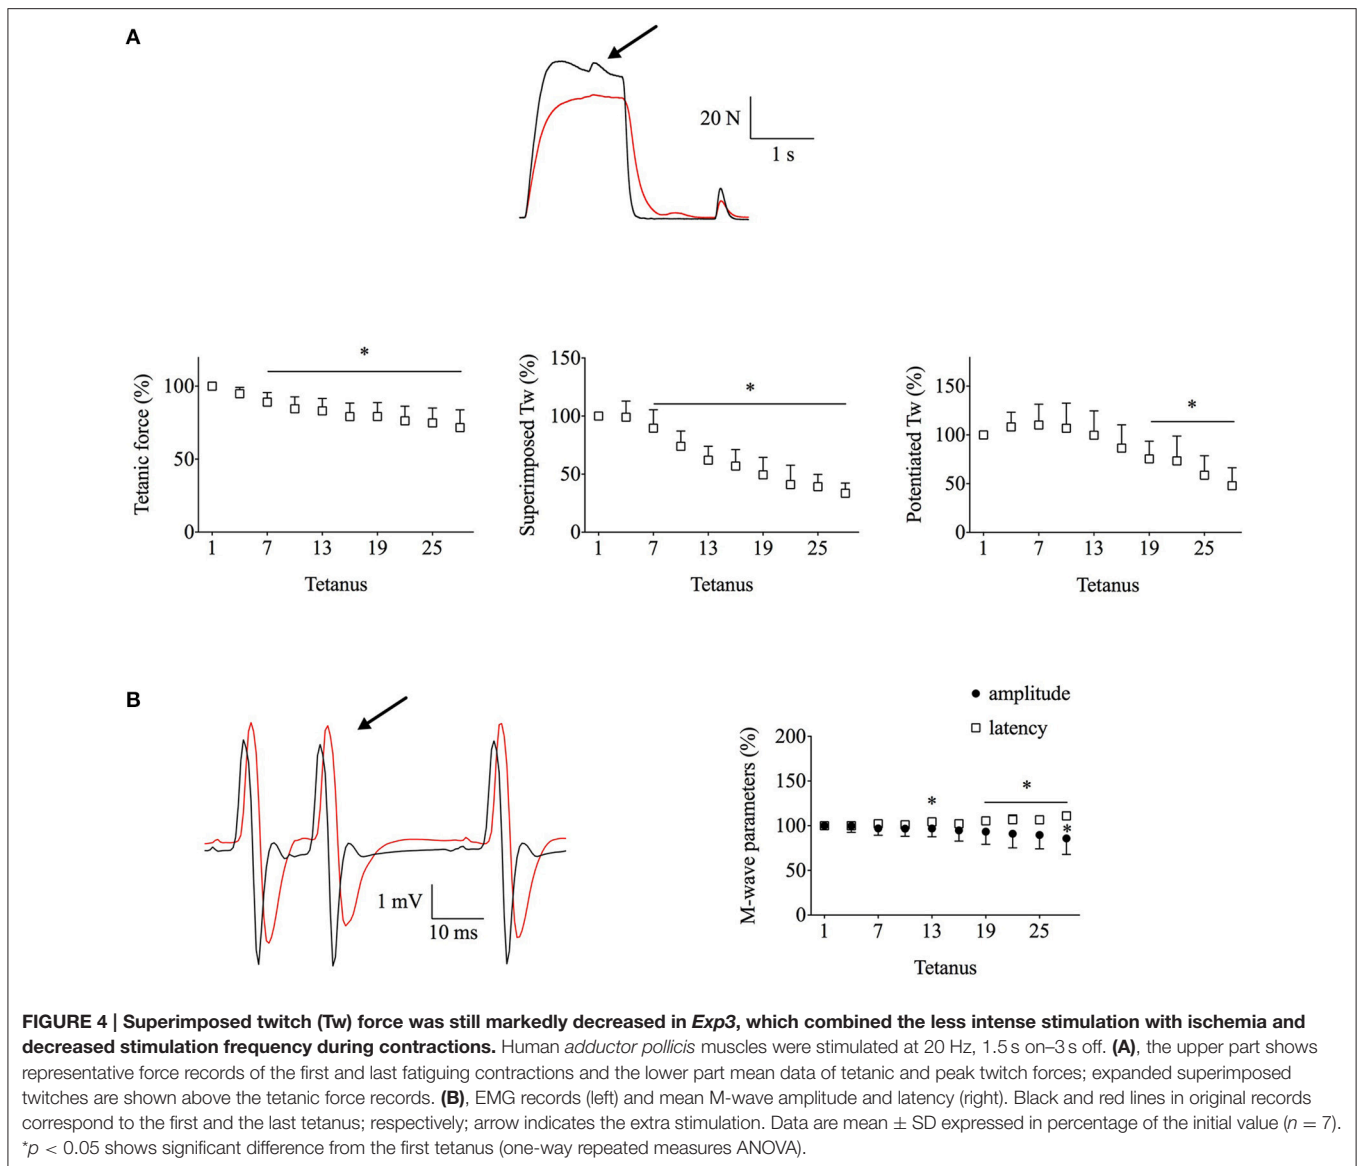 A
20 N
1 s
*
Tetanic force (%)
100
50
0
1 7 13 19 25
Tetanus
*
Superimposed Tw (%)
150
100
50
0
1 7 13 19 25
Tetanus
*
Potentiated Tw (%)
150
100
50
0
1 7 13 19 25
Tetanus
B
1 mV
10 ms
amplitude
latency
M-wave parameters (%)
200
150
100
50
0
*
*
*
1 7 13 19 25
Tetanus
FIGURE 4 | Superimposed twitch (Tw) force was still markedly decreased in Exp3, which combined the less intense stimulation with ischemia and
decreased stimulation frequency during contractions. Human adductor pollicis muscles were stimulated at 20 Hz, 1.5 s on–3 s off. (A), the upper part shows
representative force records of the first and last fatiguing contractions and the lower part mean data of tetanic and peak twitch forces; expanded superimposed
twitches are shown above the tetanic force records. (B), EMG records (left) and mean M-wave amplitude and latency (right). Black and red lines in original records
correspond to the first and the last tetanus; respectively; arrow indicates the extra stimulation. Data are mean ± SD expressed in percentage of the initial value (n = 7).
*p < 0.05 shows significant difference from the first tetanus (one-way repeated measures ANOVA).